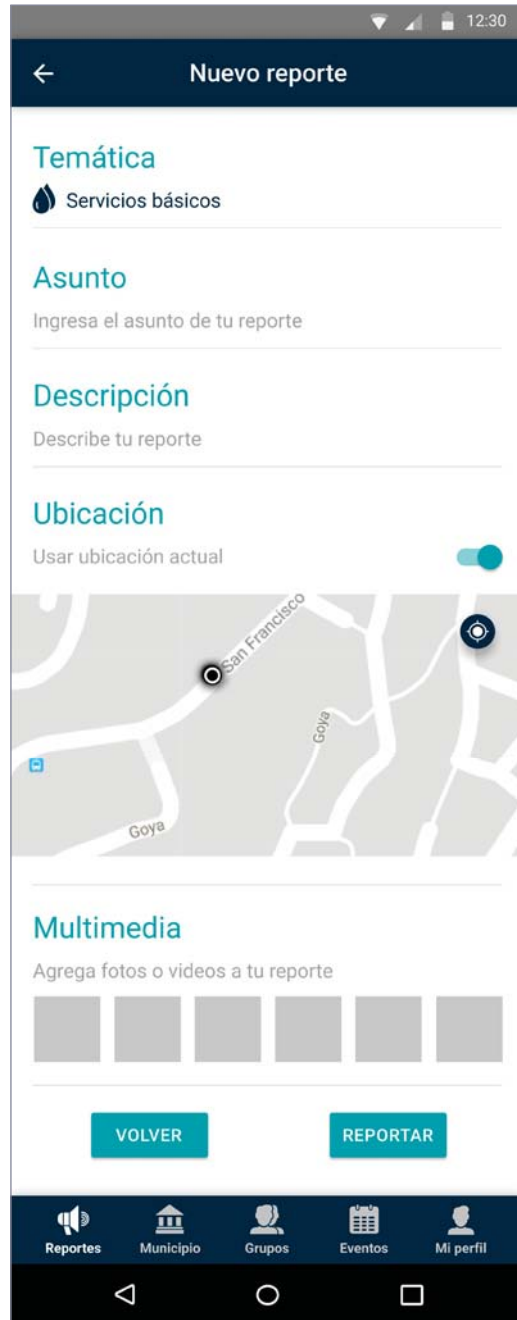 12:30
Nuevo reporte
Temática
Servicios básicos
Asunto
Ingresa el asunto de tu reporte
Descripción
Describe tu reporte
Ubicación
Usar ubicación actual
San Francisco
Goya
Goya
Multimedia
Agrega fotos o videos a tu reporte
VOLVER REPORTAR
Reportes Municipio Grupos Eventos Mi perfil